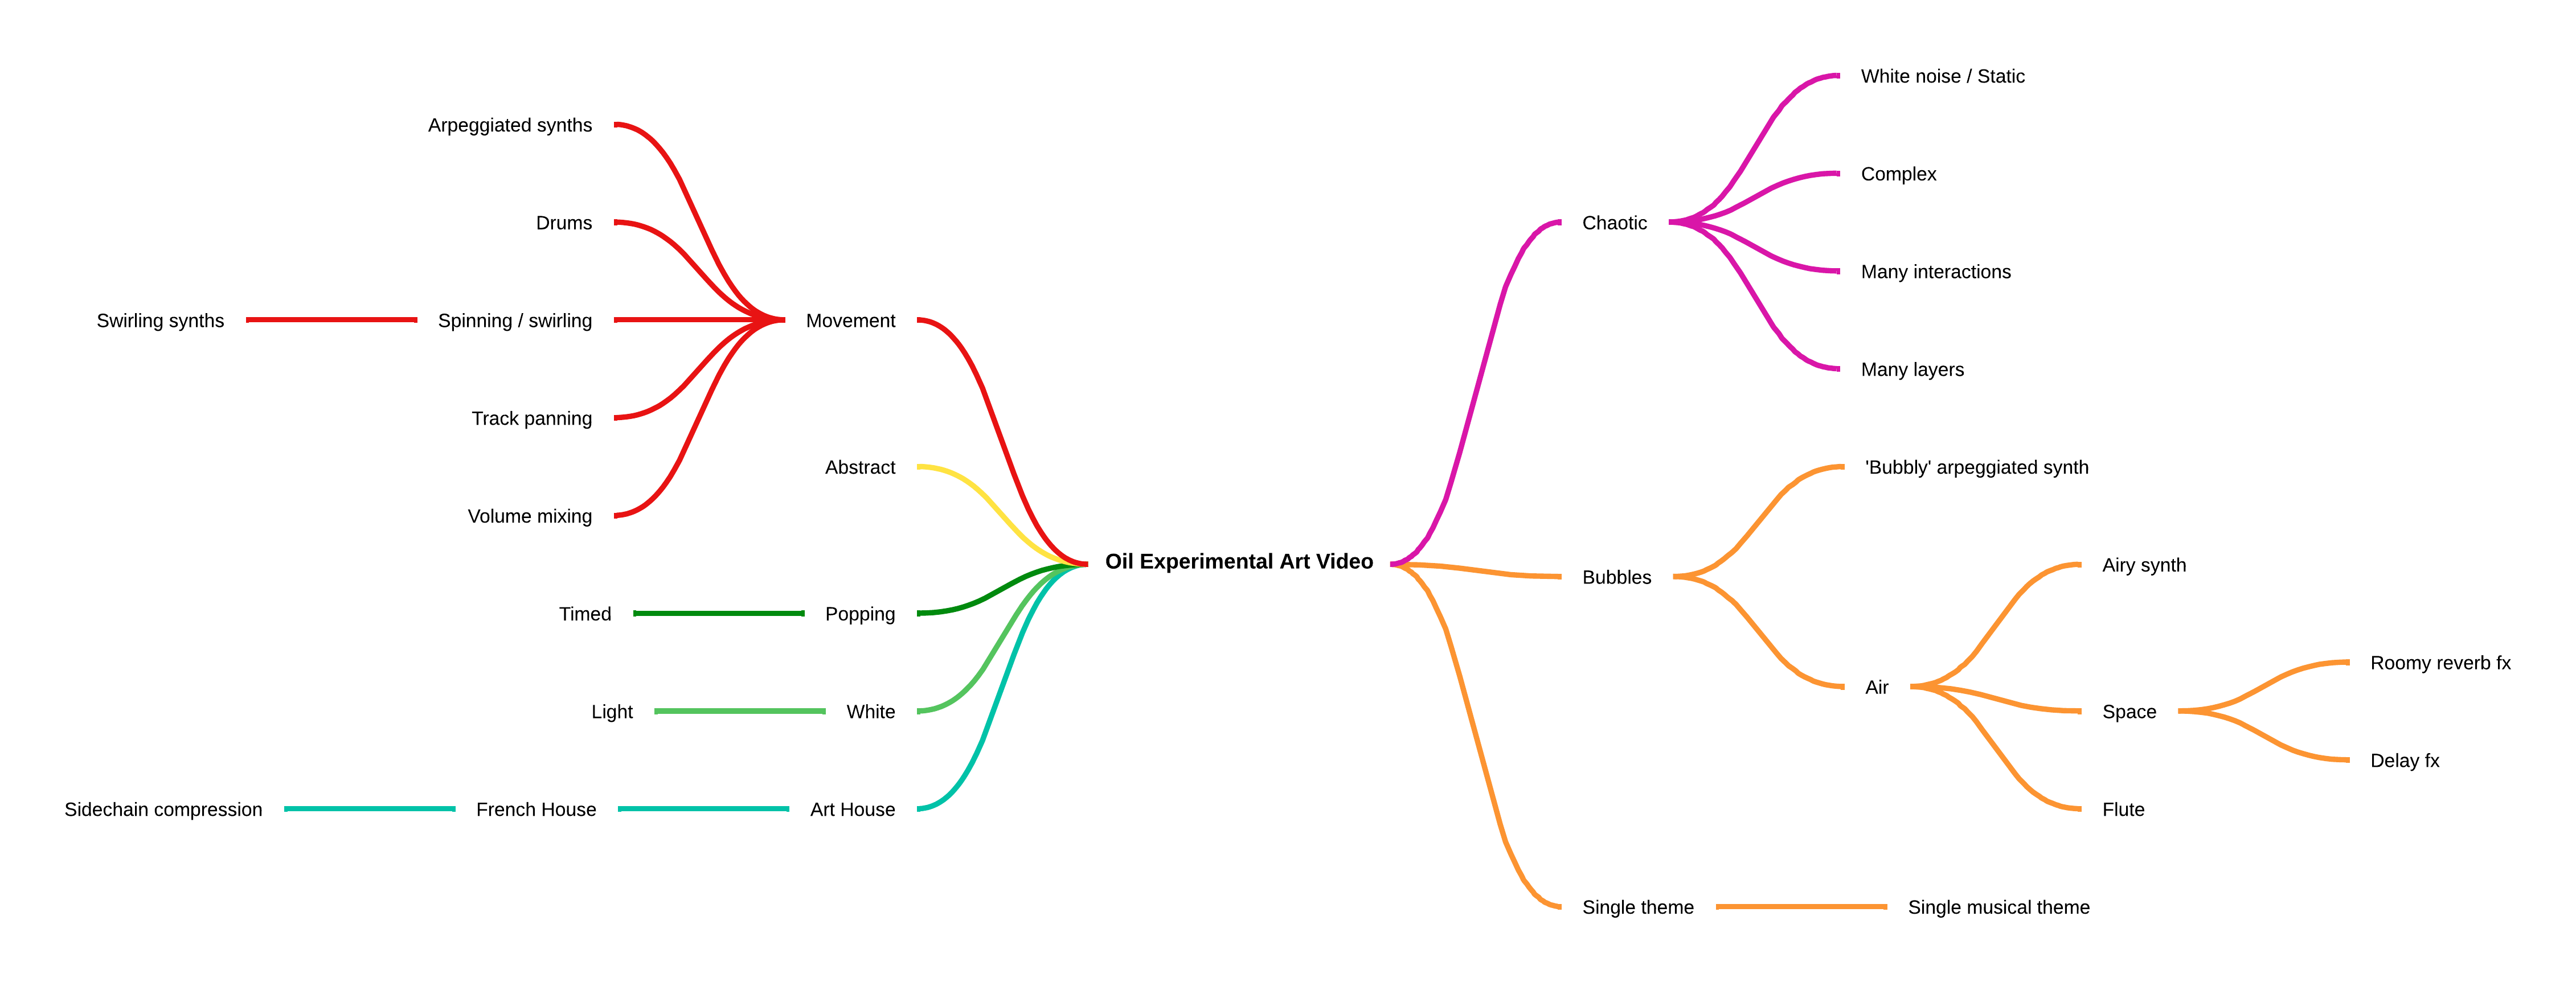 White noise / Static
Arpeggiated synths
Complex
Drums
Chaotic
Many interactions
Swirling synths
Spinning / swirling
Movement
Many layers
Track panning
Abstract
'Bubbly' arpeggiated synth
Volume mixing
Oil Experimental Art Video
Airy synth
Bubbles
Timed
Popping
Roomy reverb fx
Air
Light
White
Space
Delay fx
Sidechain compression
French House
Art House
Flute
Single theme
Single musical theme